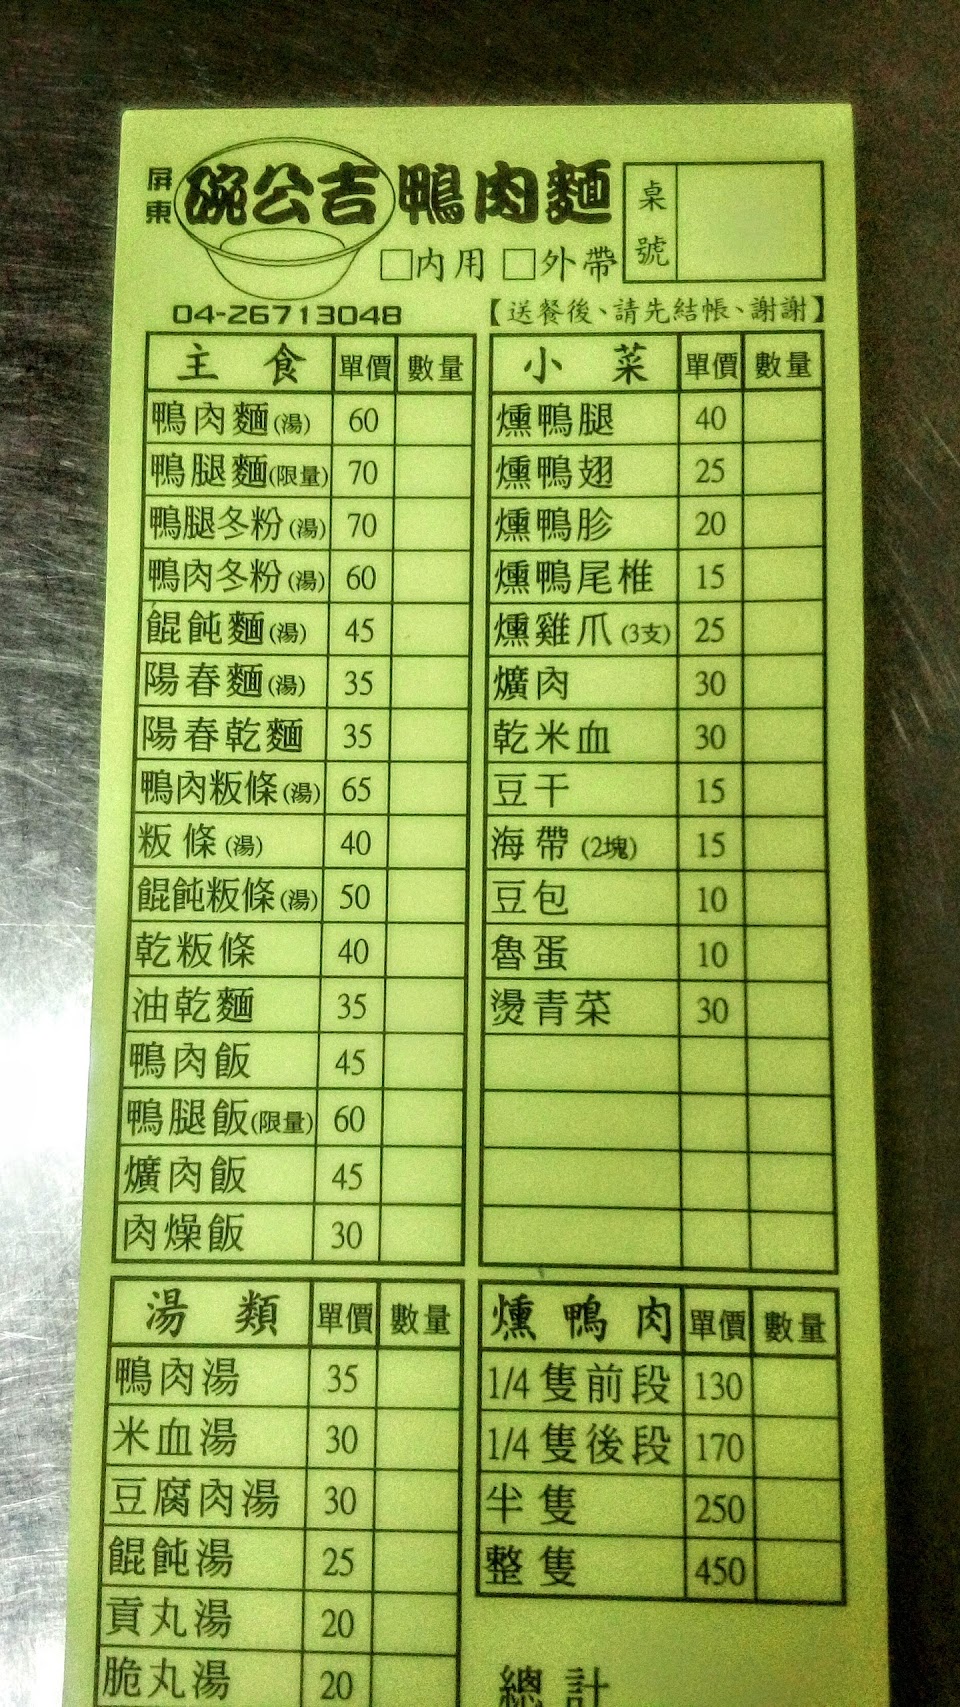 屏東 碗公吉 鴨肉麵
桌號
□內用 □外帶
04-26713048
【送餐後、請先結帳、謝謝】
主食 單價 數量
鴨肉麵(湯) 60
鴨腿麵(限量) 70
鴨腿冬粉(湯) 70
鴨肉冬粉(湯) 60
餛飩麵(湯) 45
陽春麵(湯) 35
陽春乾麵 35
鴨肉粄條(湯) 65
粄條(湯) 40
餛飩粄條(湯) 50
乾粄條 40
油乾麵 35
鴨肉飯 45
鴨腿飯(限量) 60
爌肉飯 45
肉燥飯 30
小菜 單價 數量
燻鴨腿 40
燻鴨翅 25
燻鴨胗 20
燻鴨尾椎 15
燻雞爪(3支) 25
爌肉 30
乾米血 30
豆干 15
海帶(2塊) 15
豆包 10
魯蛋 10
燙青菜 30
湯類 單價 數量
鴨肉湯 35
米血湯 30
豆腐肉湯 30
餛飩湯 25
貢丸湯 20
脆丸湯 20
燻鴨肉 單價 數量
1/4隻前段 130
1/4隻後段 170
半隻 250
整隻 450
總計